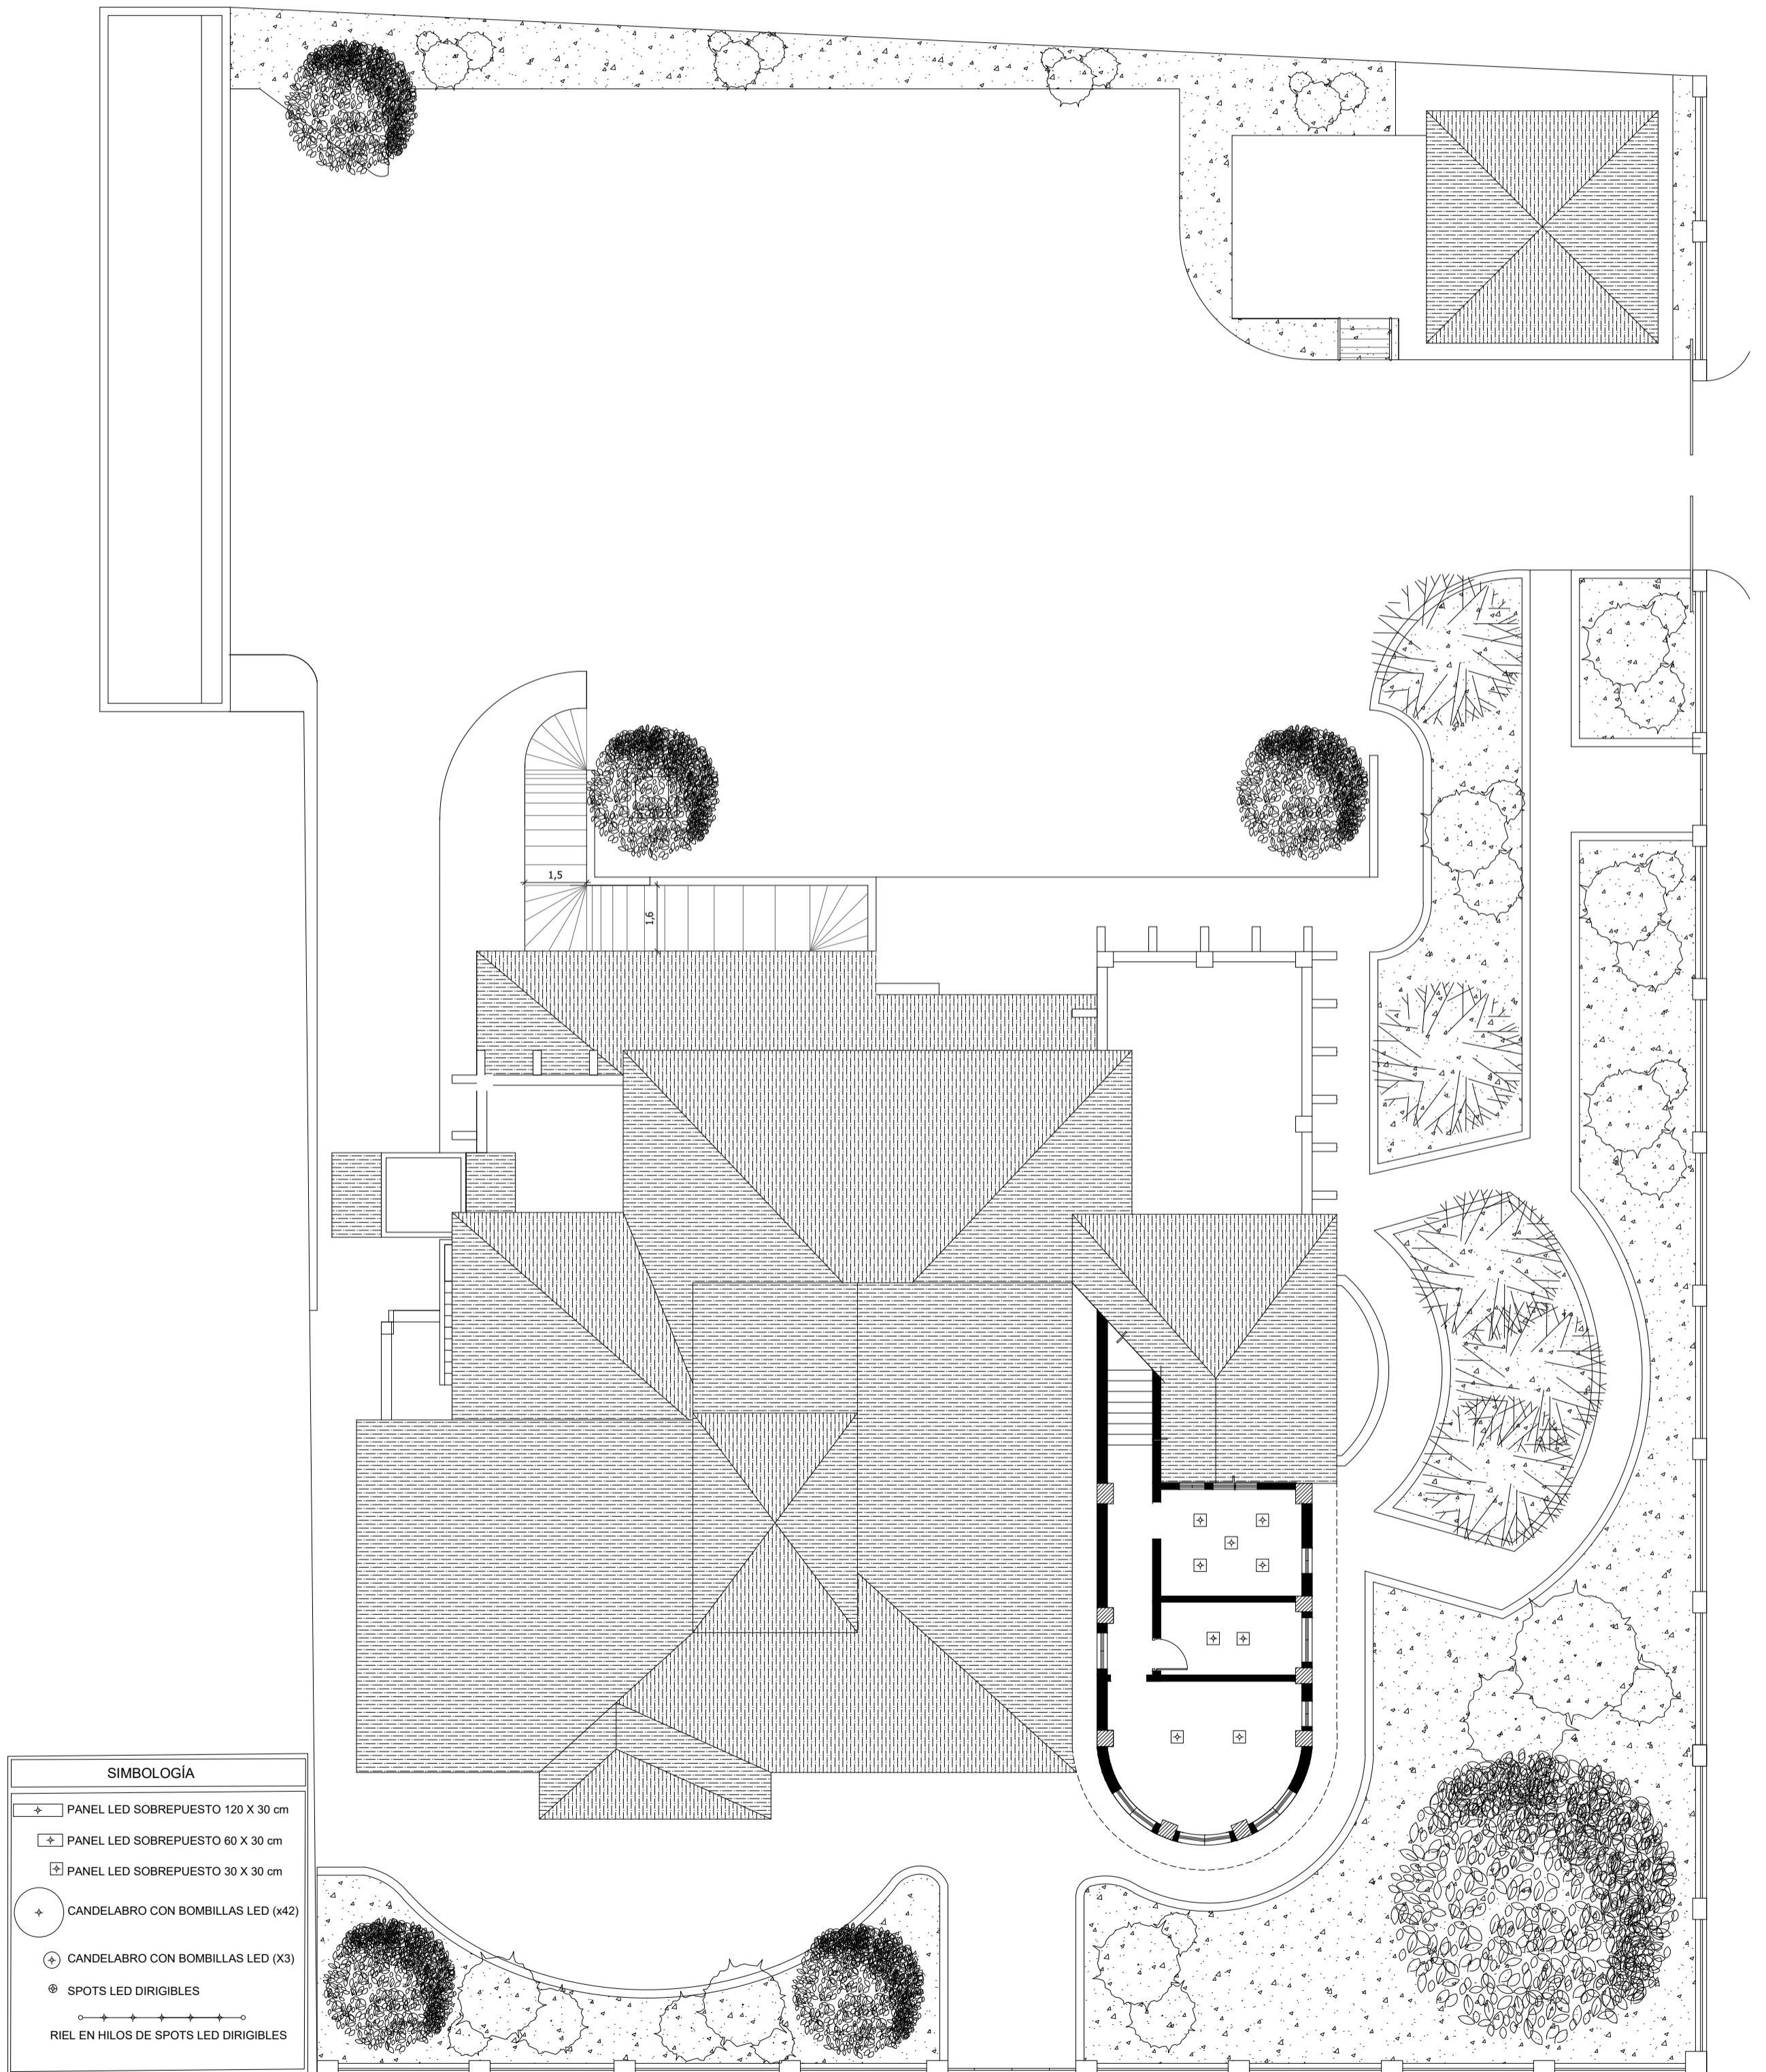 1,5
1,6
SIMBOLOGÍA
PANEL LED SOBREPUESTO 120 X 30 cm
PANEL LED SOBREPUESTO 60 X 30 cm
PANEL LED SOBREPUESTO 30 X 30 cm
CANDELABRO CON BOMBILLAS LED (x42)
CANDELABRO CON BOMBILLAS LED (X3)
SPOTS LED DIRIGIBLES
RIEL EN HILOS DE SPOTS LED DIRIGIBLES